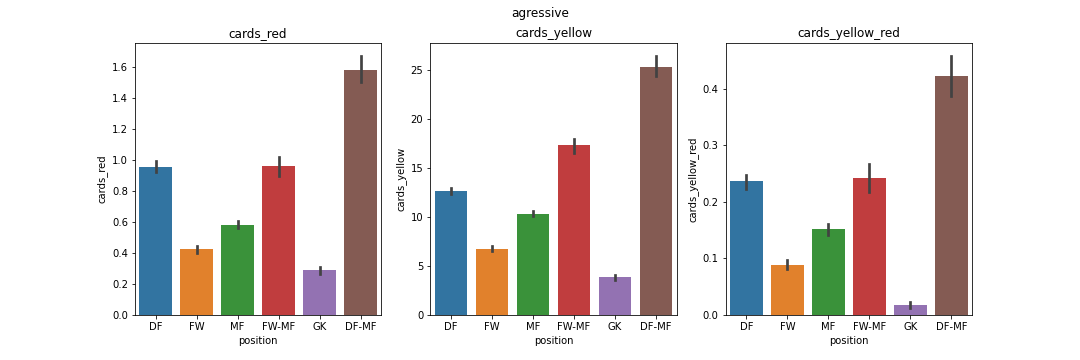 agressive
cards_red
cards_red
1.6
1.4
1.2
1.0
0.8
0.6
0.4
0.2
0.0
DF FW MF FW-MF GK DF-MF
position
cards_yellow
cards_yellow
25
20
15
10
5
0
DF FW MF FW-MF GK DF-MF
position
cards_yellow_red
cards_yellow_red
0.4
0.3
0.2
0.1
0.0
DF FW MF FW-MF GK DF-MF
position